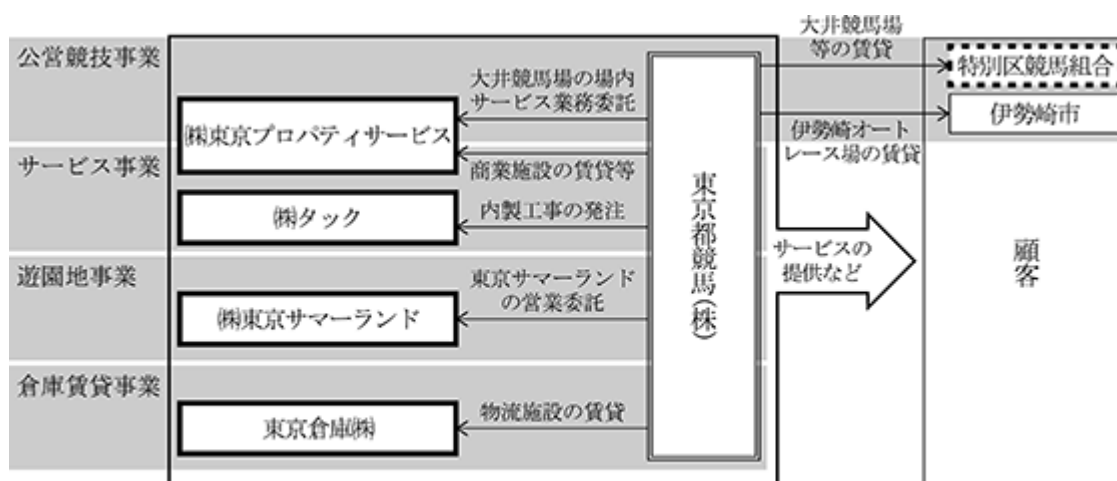 公営競技事業
大井競馬場の場内
サービス業務委託
㈱東京プロパティサービス
サービス事業
商業施設の賃貸等
㈱タック
内製工事の発注
遊園地事業
東京サマーランド
の営業委託
㈱東京サマーランド
倉庫賃貸事業
物流施設の賃貸
東京倉庫㈱
東京都競馬(株)
大井競馬場
等の賃貸
特別区競馬組合
伊勢崎市
伊勢崎オート
レース場の賃貸
サービスの
提供など
顧客